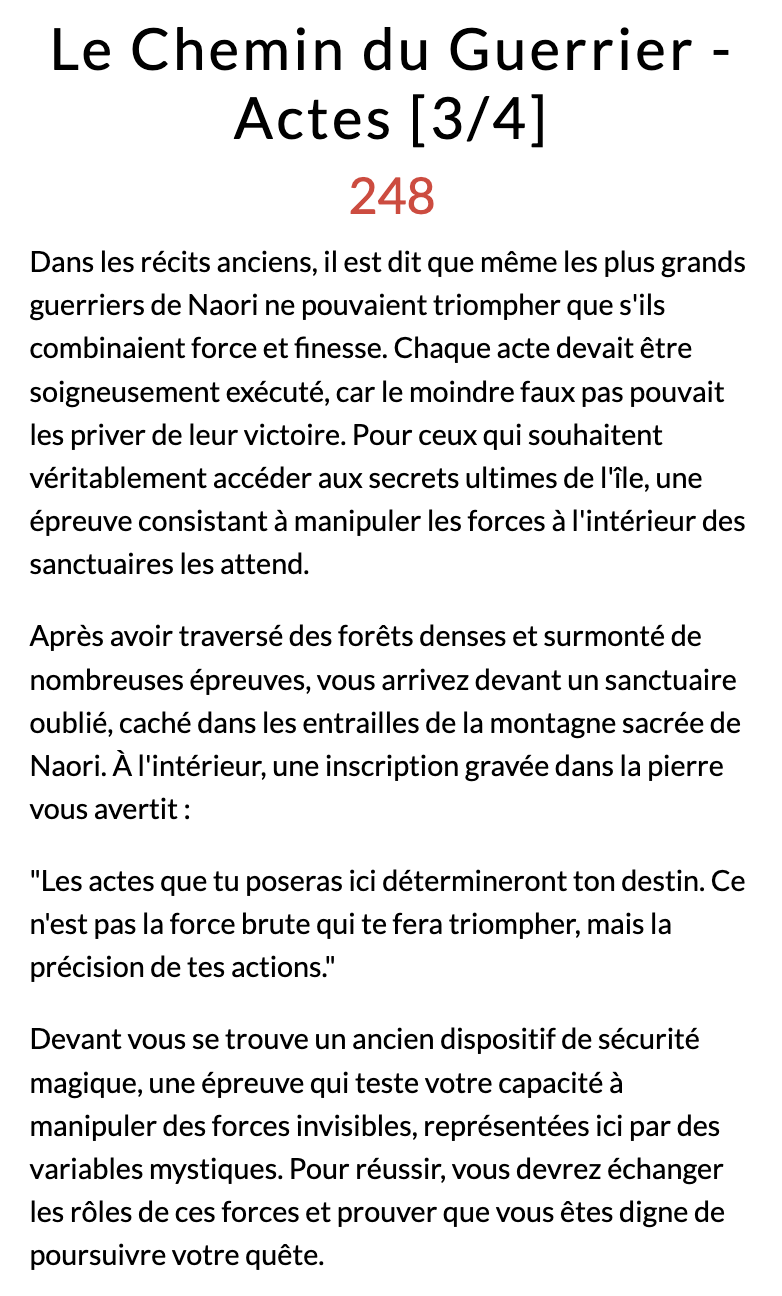 Le Chemin du Guerrier -
Actes [3/4]
248
Dans les récits anciens, il est dit que même les plus grands
guerriers de Naori ne pouvaient triompher que s'ils
combinaient force et finesse. Chaque acte devait être
soigneusement exécuté, car le moindre faux pas pouvait
les priver de leur victoire. Pour ceux qui souhaitent
véritablement accéder aux secrets ultimes de l'île, une
épreuve consistant à manipuler les forces à l'intérieur des
sanctuaires les attend.
Après avoir traversé des forêts denses et surmonté de
nombreuses épreuves, vous arrivez devant un sanctuaire
oublié, caché dans les entrailles de la montagne sacrée de
Naori. À l'intérieur, une inscription gravée dans la pierre
vous avertit :
"Les actes que tu poseras ici détermineront ton destin. Ce
n'est pas la force brute qui te fera triompher, mais la
précision de tes actions."
Devant vous se trouve un ancien dispositif de sécurité
magique, une épreuve qui teste votre capacité à
manipuler des forces invisibles, représentées ici par des
variables mystiques. Pour réussir, vous devrez échanger
les rôles de ces forces et prouver que vous êtes digne de
poursuivre votre quête.